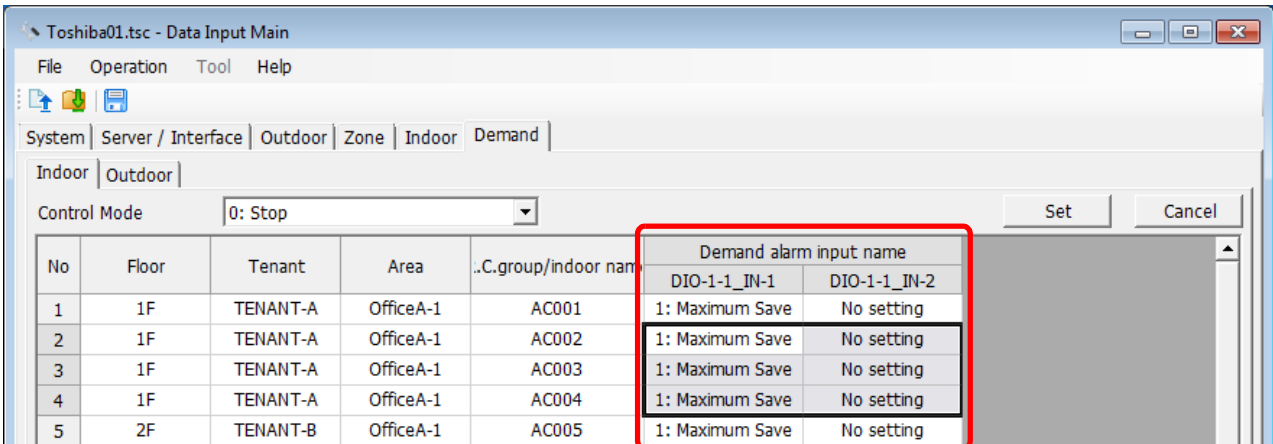 Toshiba01.tsc - Data Input Main
File Operation Tool Help
System Server / Interface Outdoor Zone Indoor Demand
Indoor Outdoor
Control Mode 0: Stop Set Cancel
Demand alarm input name
No Floor Tenant Area .C.group/indoor nam
DIO-1-1_IN-1 DIO-1-1_IN-2
1 1F TENANT-A OfficeA-1 AC001 1: Maximum Save No setting
2 1F TENANT-A OfficeA-1 AC002 1: Maximum Save No setting
3 1F TENANT-A OfficeA-1 AC003 1: Maximum Save No setting
4 1F TENANT-A OfficeA-1 AC004 1: Maximum Save No setting
5 2F TENANT-B OfficeA-1 AC005 1: Maximum Save No setting